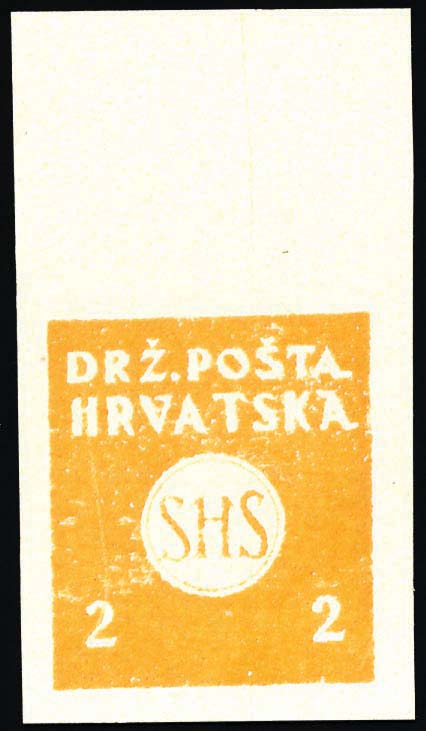 DRŽ. POŠTA
HRVATSKA
SHS
2 2